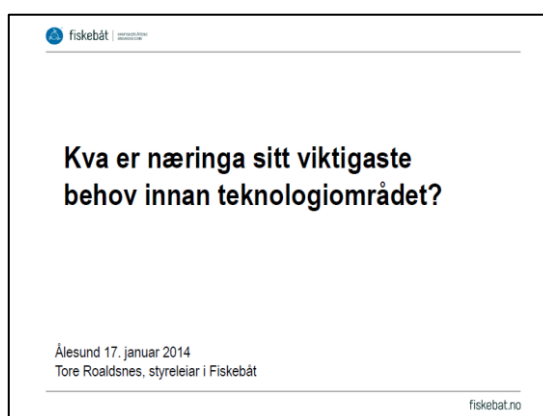 fiskebåt
Kva er næringa sitt viktigaste
behov innan teknologiområdet?
Ålesund 17. januar 2014
Tore Roaldsnes, styreleiar i Fiskebåt
fiskebat.no